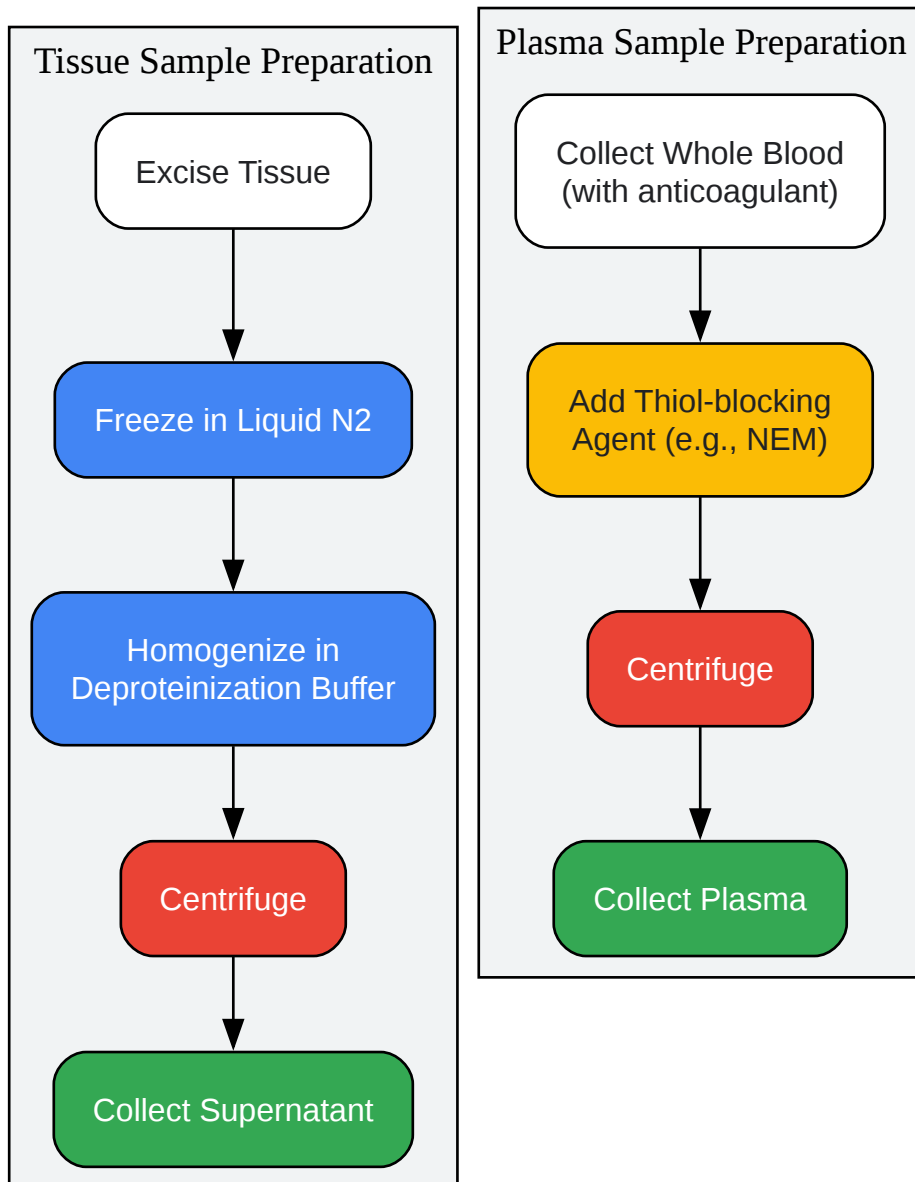 Tissue Sample Preparation
Excise Tissue
Freeze in Liquid N2
Homogenize in
Deproteinization Buffer
Centrifuge
Collect Supernatant
Plasma Sample Preparation
Collect Whole Blood
(with anticoagulant)
Add Thiol-blocking
Agent (e.g., NEM)
Centrifuge
Collect Plasma